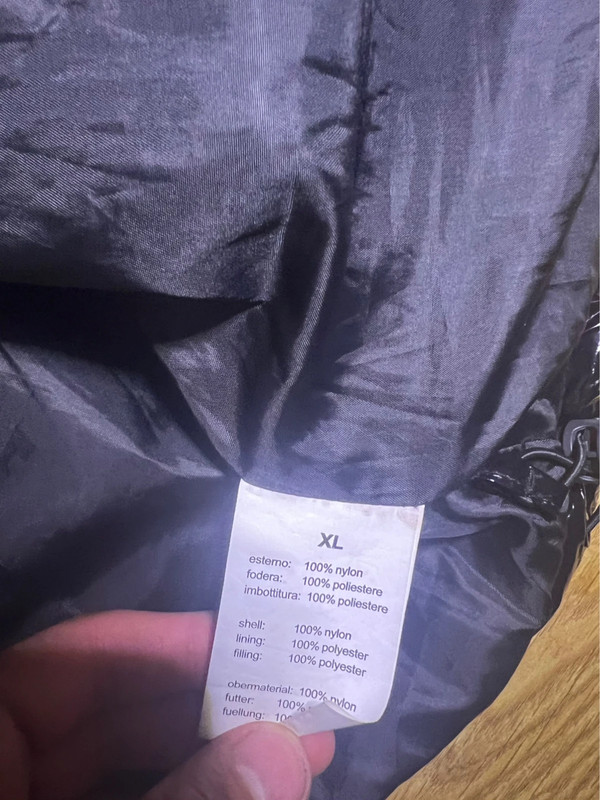 XL
esterno: 100% nylon
fodera: 100% poliestere
imbottitura: 100% poliestere
shell: 100% nylon
lining: 100% polyester
filling: 100% polyester
obermaterial: 100% nylon
futter: 100%
fuellung: